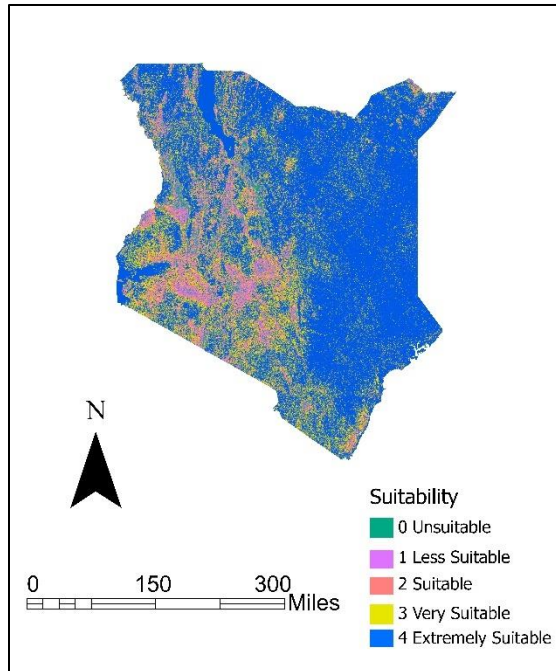 N
Suitability
0 Unsuitable
1 Less Suitable
2 Suitable
3 Very Suitable
4 Extremely Suitable
0 150 300
Miles